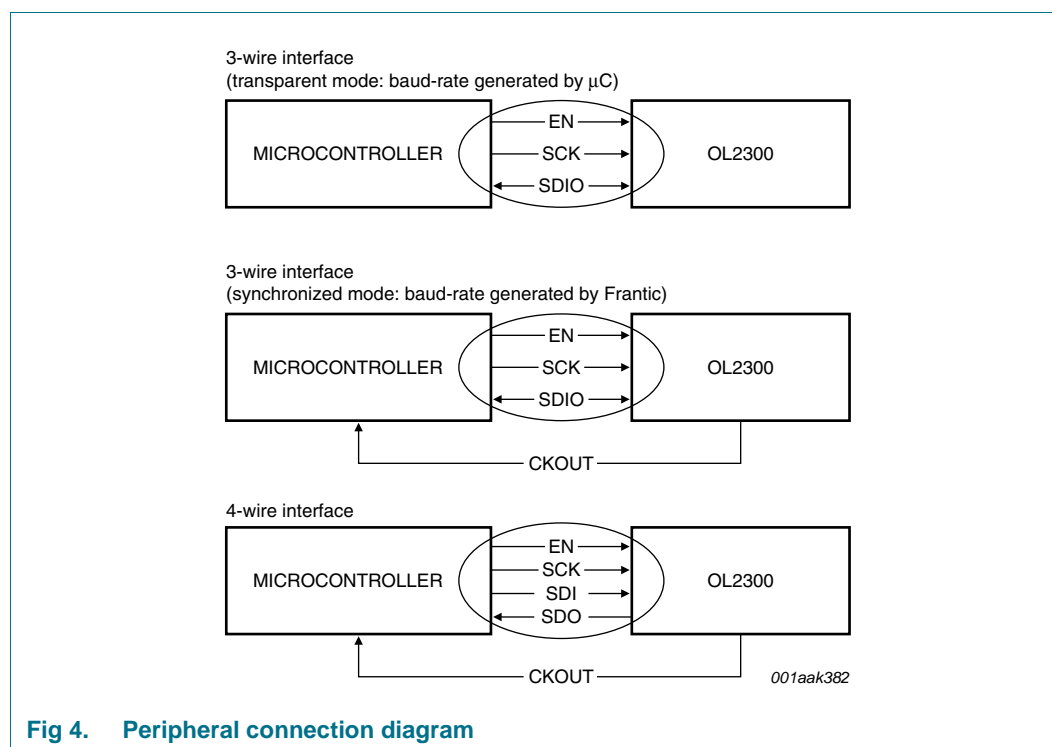 3-wire interface
(transparent mode: baud-rate generated by μC)
MICROCONTROLLER
EN
SCK
SDIO
OL2300
3-wire interface
(synchronized mode: baud-rate generated by Frantic)
MICROCONTROLLER
EN
SCK
SDIO
OL2300
CKOUT
4-wire interface
MICROCONTROLLER
EN
SCK
SDI
SDO
OL2300
CKOUT
001aak382
Fig 4. Peripheral connection diagram